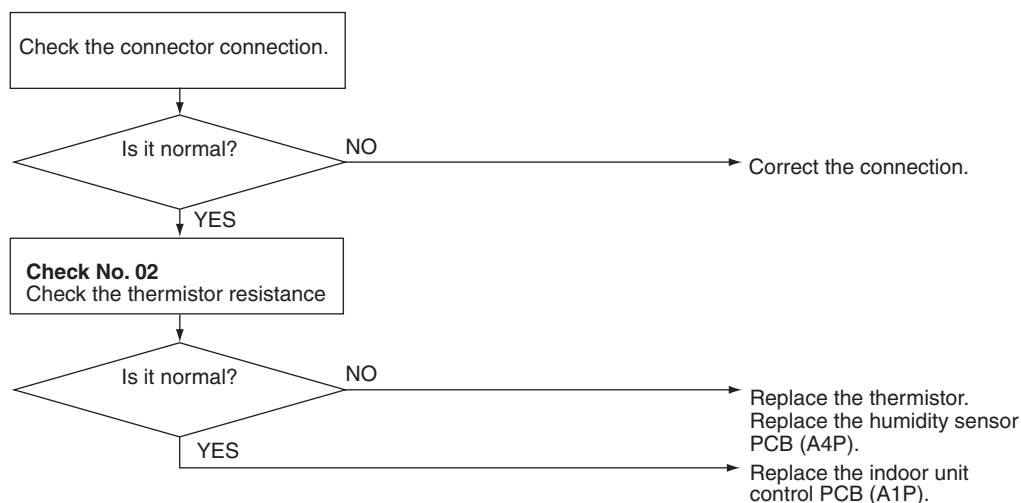 Check the connector connection.
Is it normal?
NO
Correct the connection.
YES
Check No. 02
Check the thermistor resistance
Is it normal?
NO
Replace the thermistor.
Replace the humidity sensor
PCB (A4P).
YES
Replace the indoor unit
control PCB (A1P).